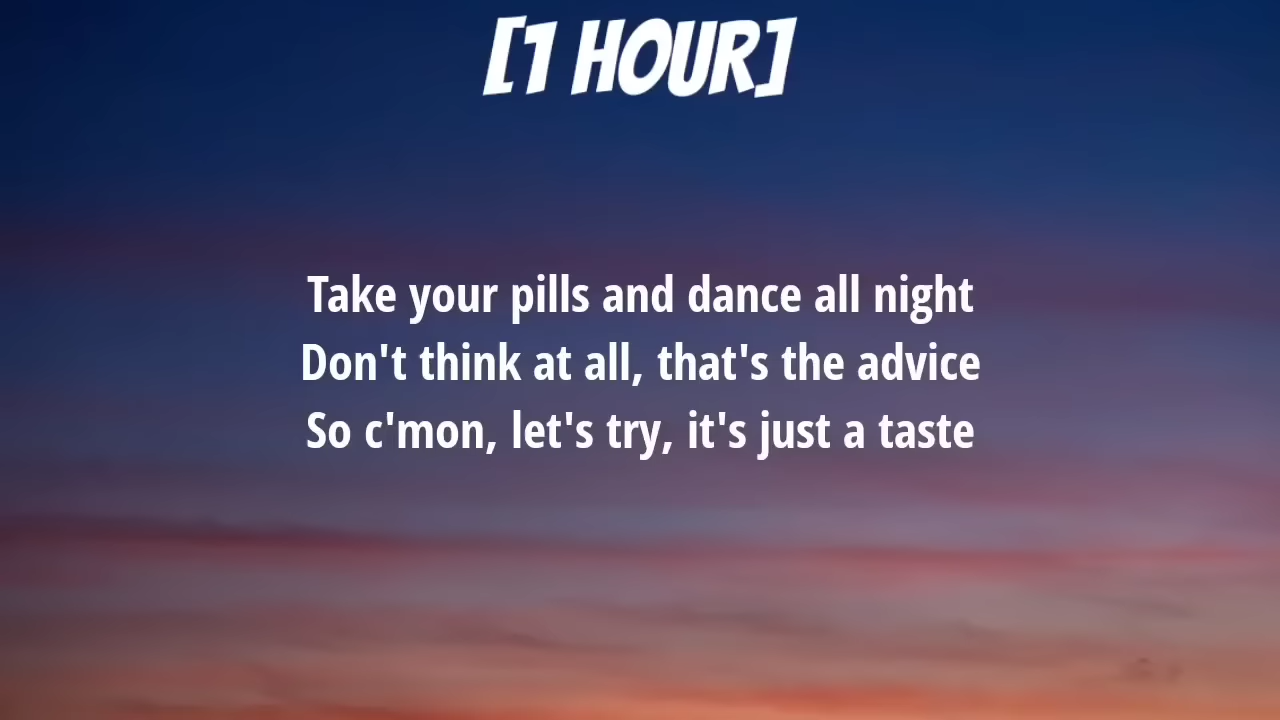 [1 HOUR]
Take your pills and dance all night
Don't think at all, that's the advice
So c'mon, let's try, it's just a taste